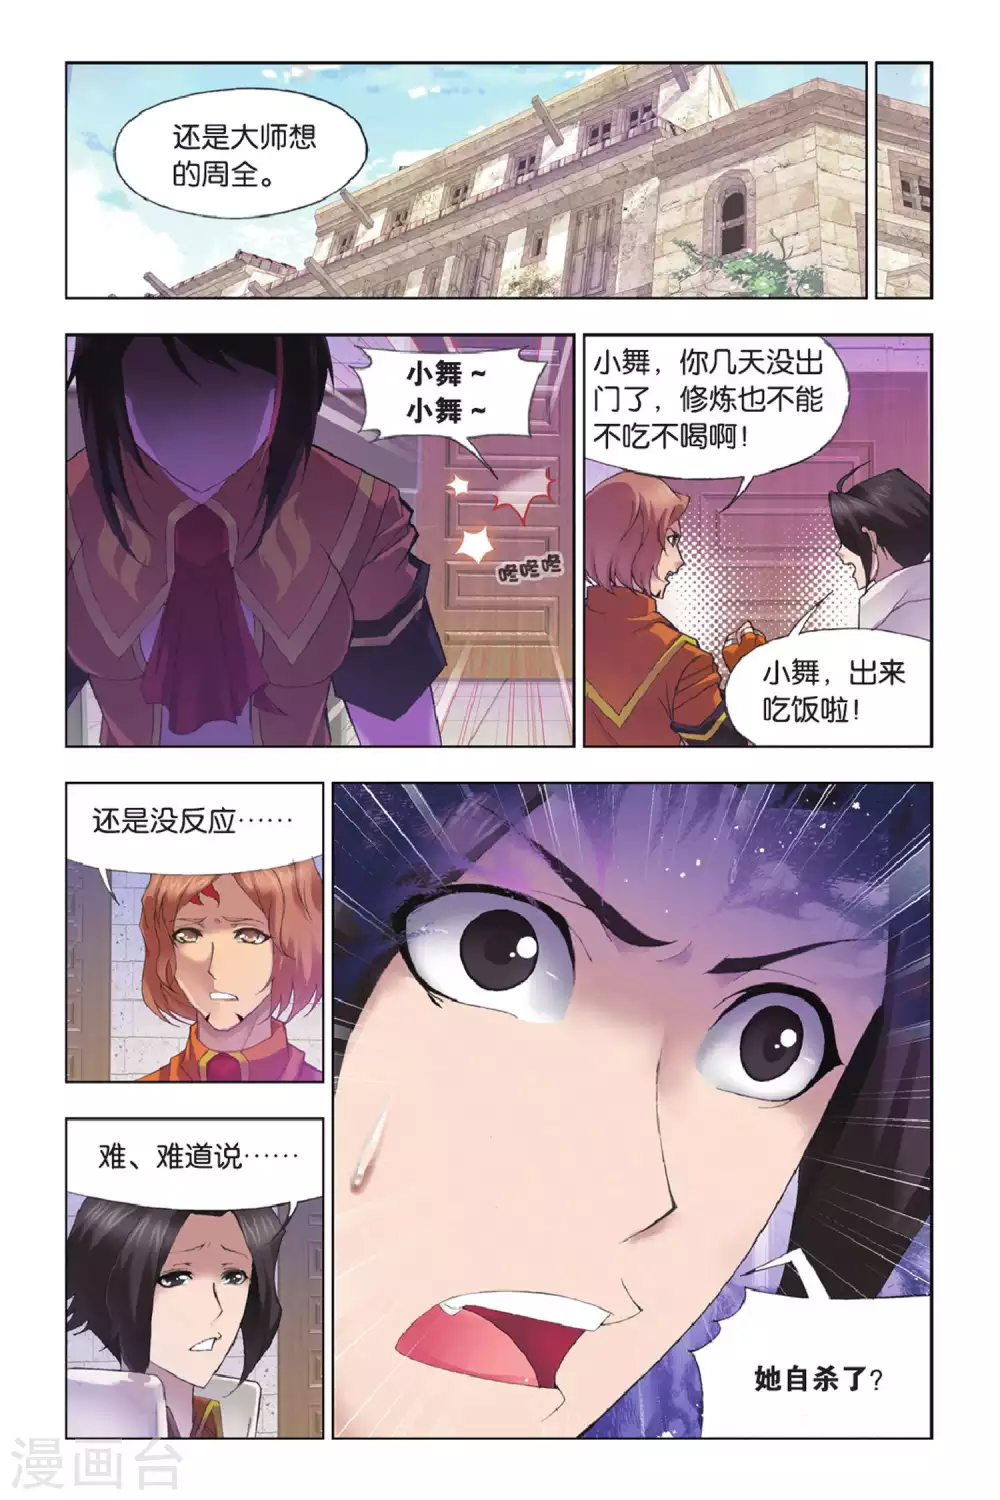 还是大师想
的周全。
小舞~
小舞~
咚咚咚
小舞，你几天没出
门了，修炼也不能
不吃不喝啊！
小舞，出来
吃饭啦！
还是没反应……
难、难道说……
她自杀了？
漫画台